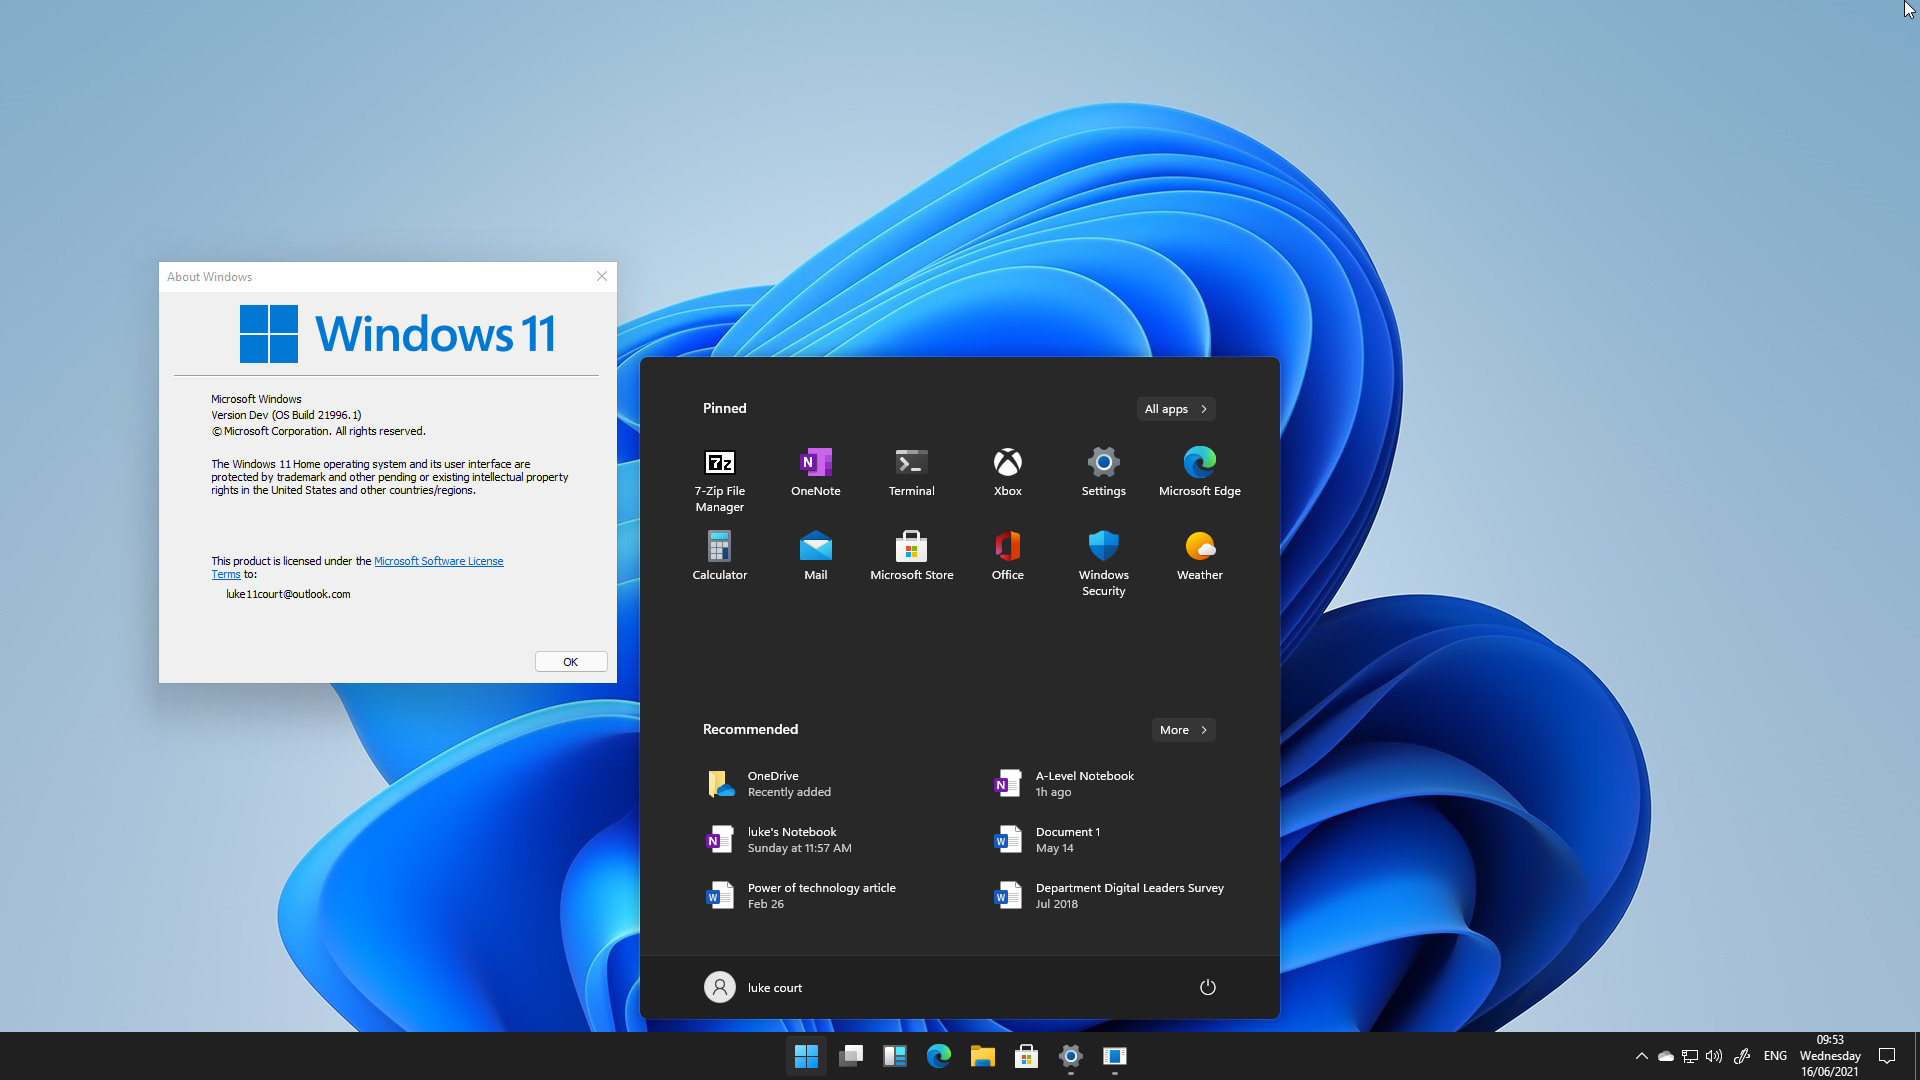 About Windows
Windows 11
Microsoft Windows
Version Dev (OS Build 21996.1)
© Microsoft Corporation. All rights reserved.
The Windows 11 Home operating system and its user interface are
protected by trademark and other pending or existing intellectual property
rights in the United States and other countries/regions.
This product is licensed under the Microsoft Software License
Terms to:
luke11court@outlook.com
OK
Pinned
All apps
7z
7-Zip File
Manager
N
OneNote
Terminal
Xbox
Settings
Microsoft Edge
Calculator
Mail
Microsoft Store
Office
Windows
Security
Weather
Recommended
More
OneDrive
Recently added
N
A-Level Notebook
1h ago
N
luke's Notebook
Sunday at 11:57 AM
W
Document 1
May 14
W
Power of technology article
Feb 26
W
Department Digital Leaders Survey
Jul 2018
luke court
ENG
09:53
Wednesday
16/06/2021